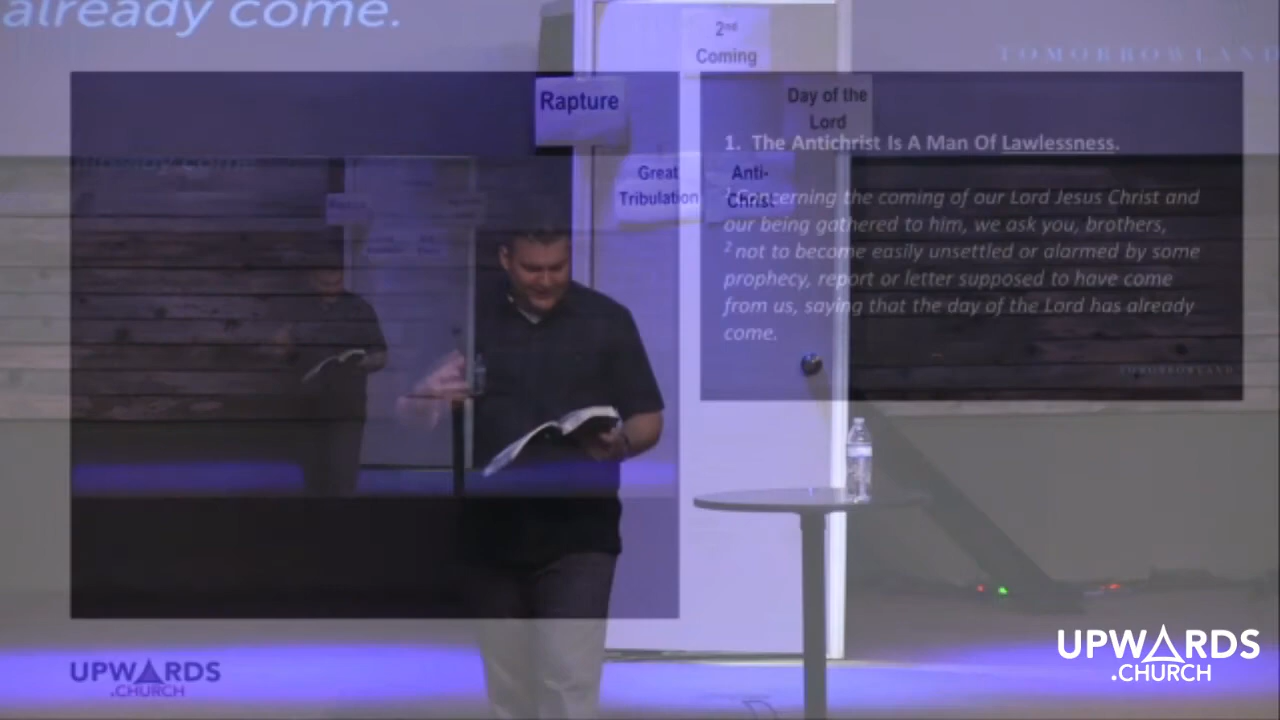 already come.
TOMORROWLAND
2nd
Coming
Rapture
Day of the
Lord
Great
Tribulation
Anti-
Christ
1. The Antichrist Is A Man Of Lawlessness.
1 Concerning the coming of our Lord Jesus Christ and
our being gathered to him, we ask you, brothers,
2 not to become easily unsettled or alarmed by some
prophecy, report or letter supposed to have come
from us, saying that the day of the Lord has already
come.
TOMORROWLAND
already come.
UPWARDS
.CHURCH
UPWARDS
.CHURCH